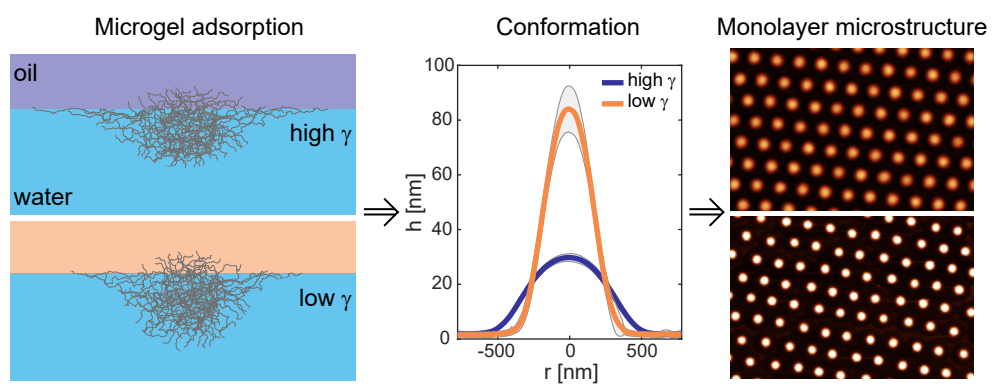 Microgel adsorption
oil
high γ
water
low γ
Conformation
100
80
60
40
20
0
h [nm]
high γ
low γ
-500
0
500
r [nm]
Monolayer microstructure